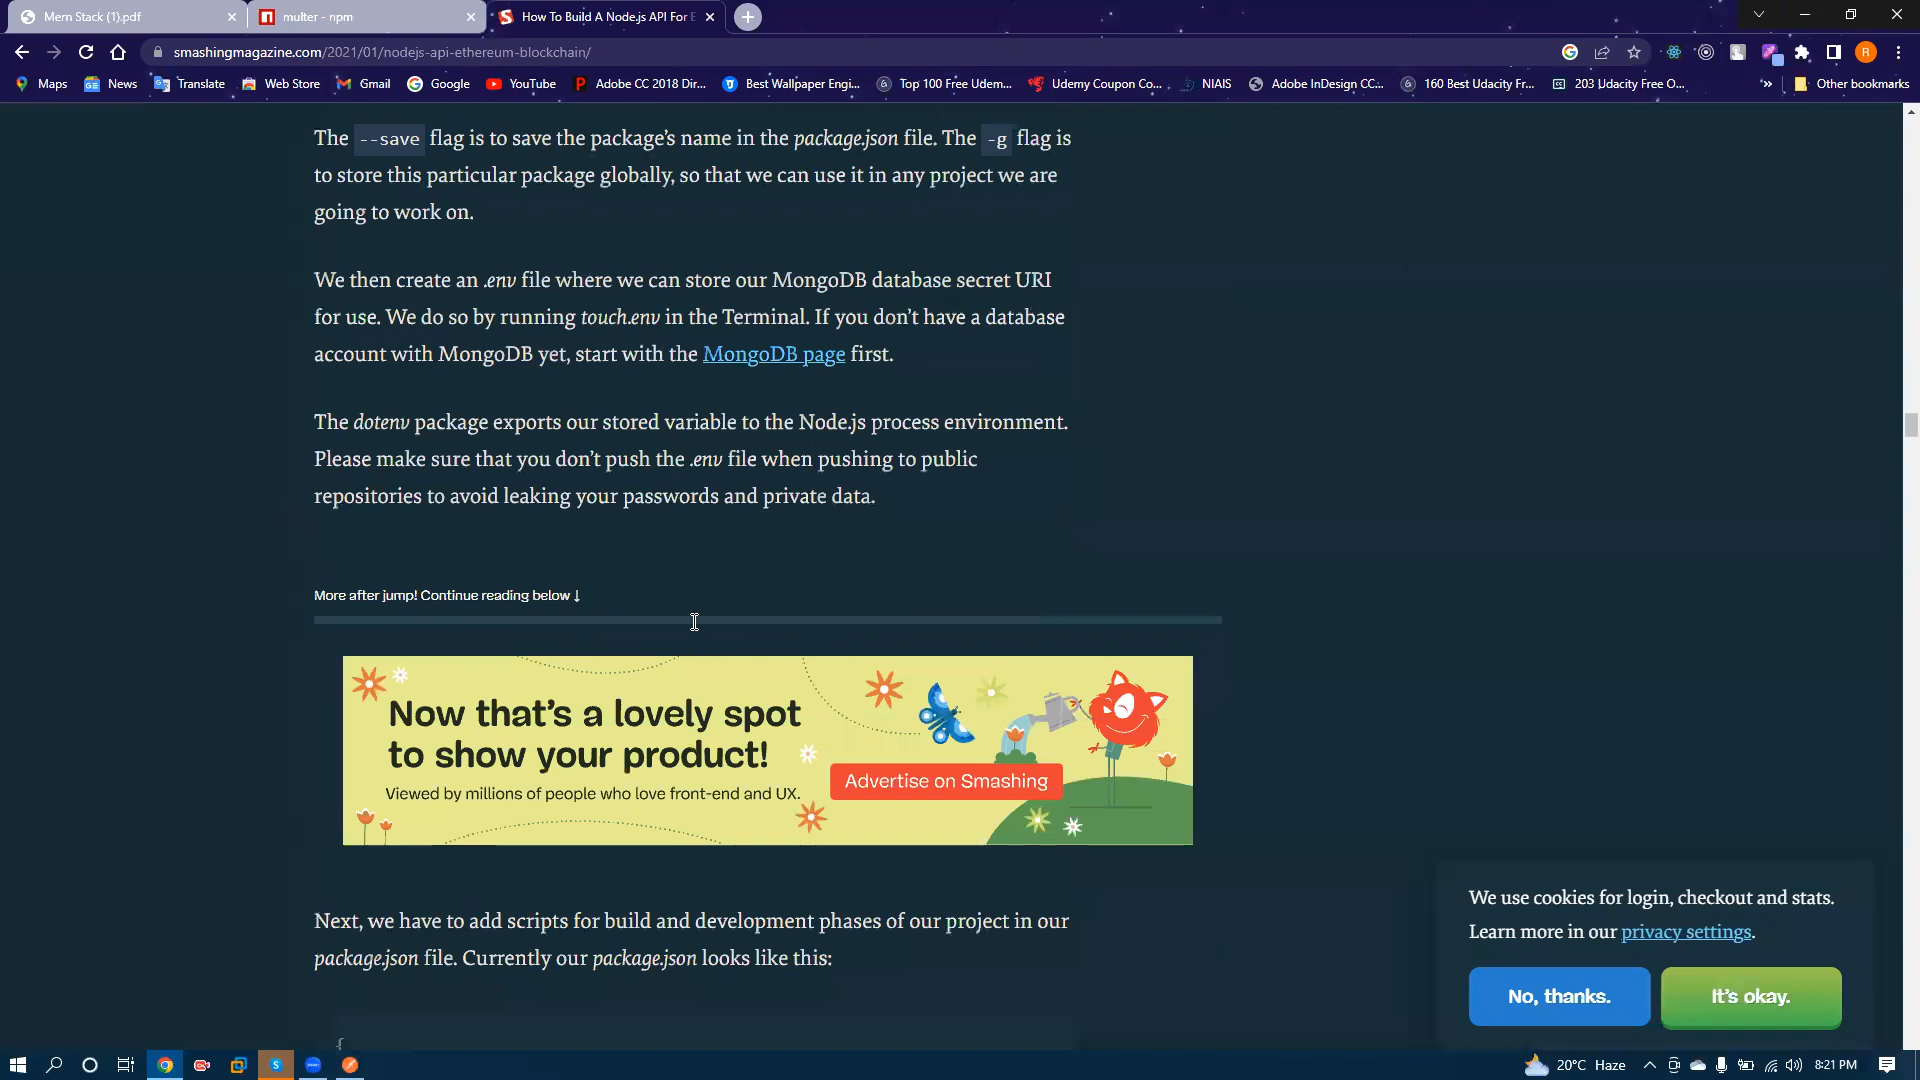 Mern Stack (1).pdf
multer - npm
How To Build A Node.js API For E
smashingmagazine.com/2021/01/nodejs-api-ethereum-blockchain/
Maps
News
Translate
Web Store
Gmail
Google
YouTube
Adobe CC 2018 Dir...
Best Wallpaper Engi...
Top 100 Free Udem...
Udemy Coupon Co...
NIAIS
Adobe InDesign CC...
160 Best Udacity Fr...
203 Udacity Free O...
Other bookmarks
The --save flag is to save the package’s name in the package.json file. The -g flag is
to store this particular package globally, so that we can use it in any project we are
going to work on.
We then create an .env file where we can store our MongoDB database secret URI
for use. We do so by running touch.env in the Terminal. If you don’t have a database
account with MongoDB yet, start with the MongoDB page first.
The dotenv package exports our stored variable to the Node.js process environment.
Please make sure that you don’t push the .env file when pushing to public
repositories to avoid leaking your passwords and private data.
More after jump! Continue reading below ↓
Now that’s a lovely spot
to show your product!
Viewed by millions of people who love front-end and UX.
Advertise on Smashing
Next, we have to add scripts for build and development phases of our project in our
package.json file. Currently our package.json looks like this:
{
We use cookies for login, checkout and stats.
Learn more in our privacy settings.
No, thanks.
It’s okay.
20°C Haze
8:21 PM